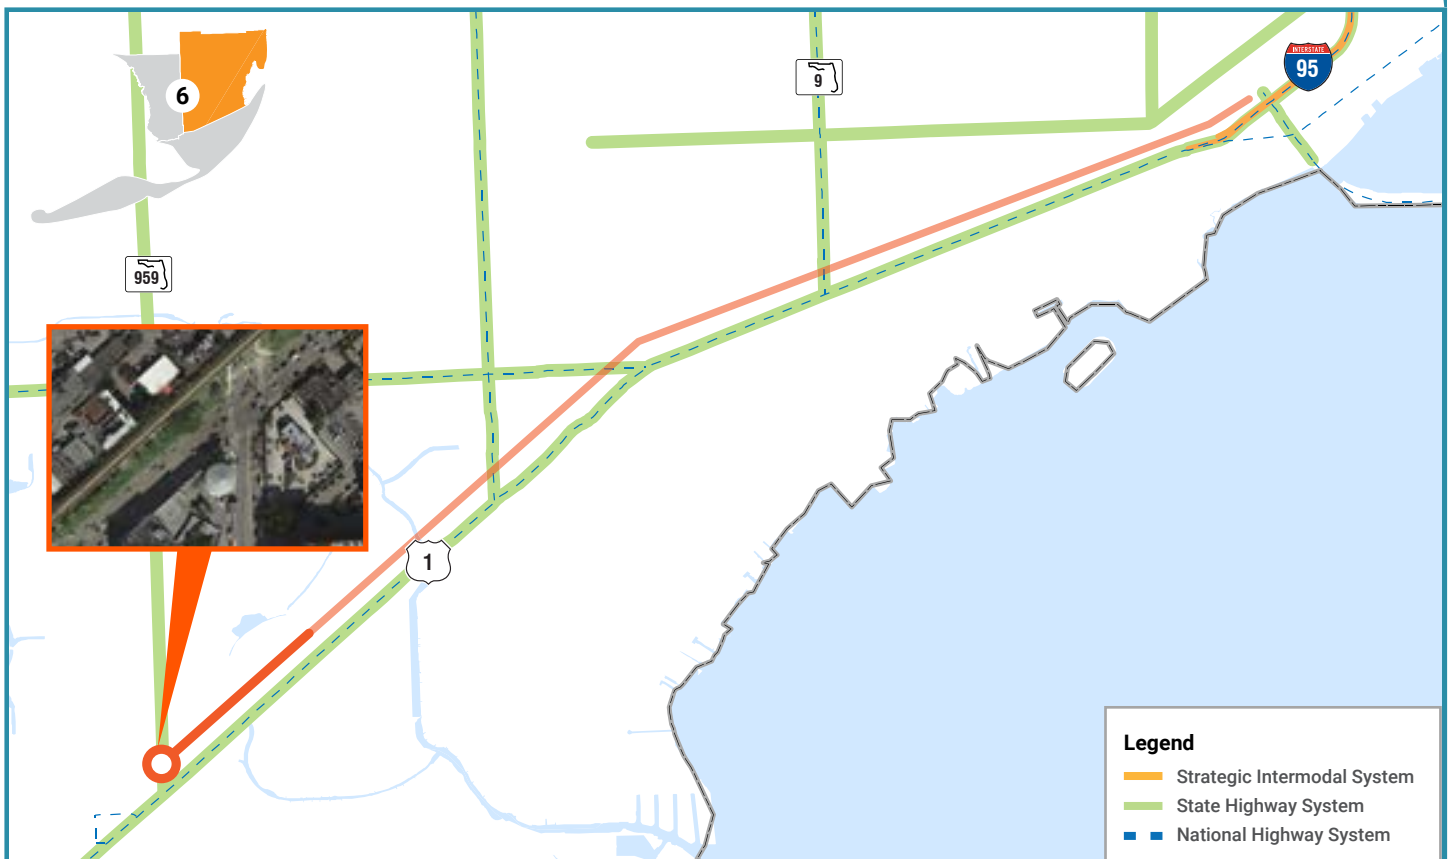 6
9
INTERSTATE
95
959
1
Legend
Strategic Intermodal System
State Highway System
National Highway System